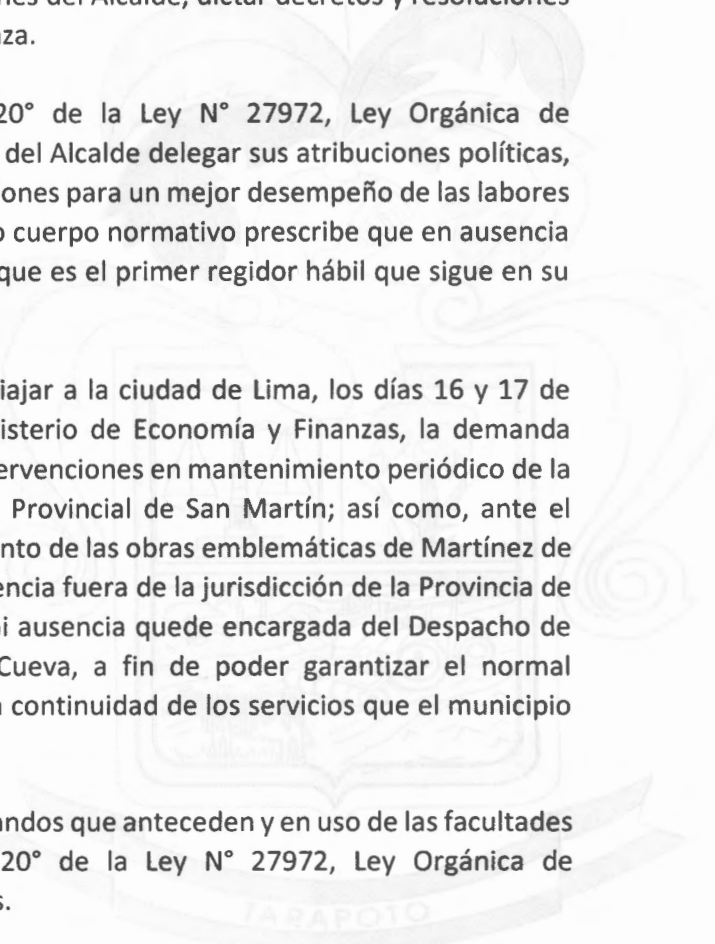 nes del Alcalde, dictar decretos y resoluciones
nza.
20° de la Ley N° 27972, Ley Orgánica de
del Alcalde delegar sus atribuciones políticas,
ones para un mejor desempeño de las labores
o cuerpo normativo prescribe que en ausencia
que es el primer regidor hábil que sigue en su
iajar a la ciudad de Lima, los días 16 y 17 de
isterio de Economía y Finanzas, la demanda
ervenciones en mantenimiento periódico de la
Provincial de San Martín; así como, ante el
nto de las obras emblemáticas de Martínez de
encia fuera de la jurisdicción de la Provincia de
i ausencia quede encargada del Despacho de
Cueva, a fin de poder garantizar el normal
continuidad de los servicios que el municipio
andos que anteceden y en uso de las facultades
20° de la Ley N° 27972, Ley Orgánica de
s.
TARAPOTO